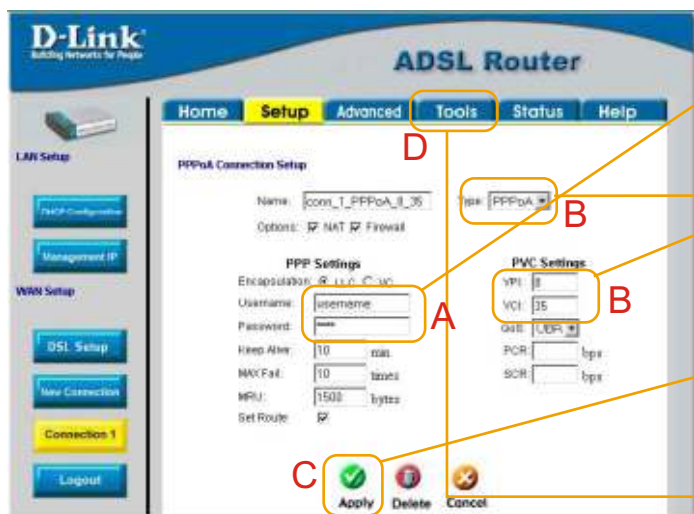 D-Link
Building Networks for People
ADSL Router
Home Setup Advanced Tools Status Help
D
LAN Setup
DHCP Configuration
Management IP
WAN Setup
DSL Setup
New Connection
Connection 1
Logout
PPPoA Connection Setup
Name: conn_1_PPPoA_8_35 Type: PPPoA
B
Options: NAT Firewall
PPP Settings
PVC Settings
Encapsulation: LLC VC
VPI: 8
Username: username
VCI: 35
A
B
Password: ****
QoS: UBR
Keep Alive: 10 min
PCR: bps
MAX Fail: 10 times
SCR: bps
MRU: 1500 bytes
Set Route
C
Apply Delete Cancel